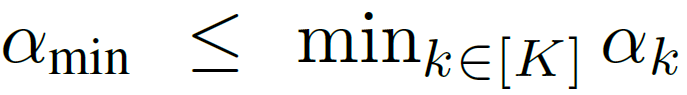 α_min ≤ min_{k∈[K]} α_k